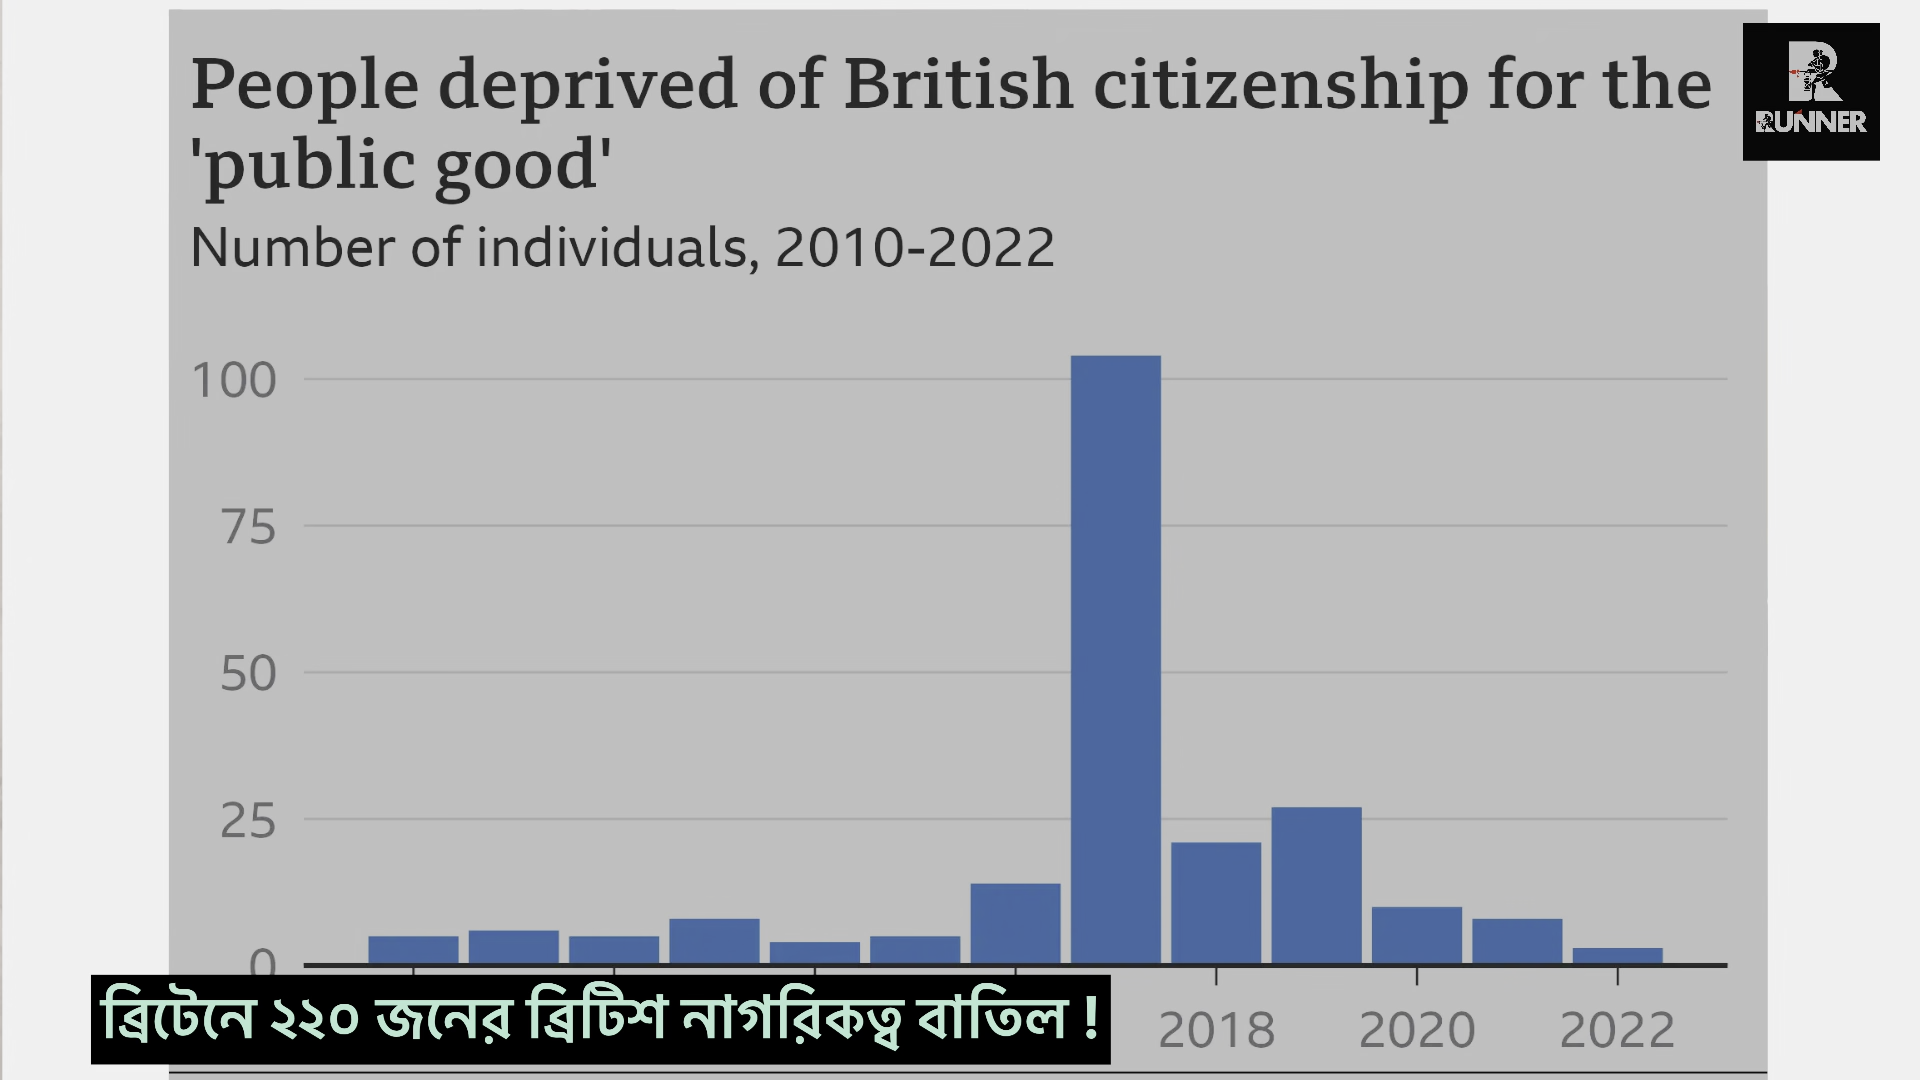 People deprived of British citizenship for the
'public good'
Number of individuals, 2010-2022
R
RUNNER
100
75
50
25
0
2018 2020 2022
ব্রিটেনে ২২০ জনের ব্রিটিশ নাগরিকত্ব বাতিল !